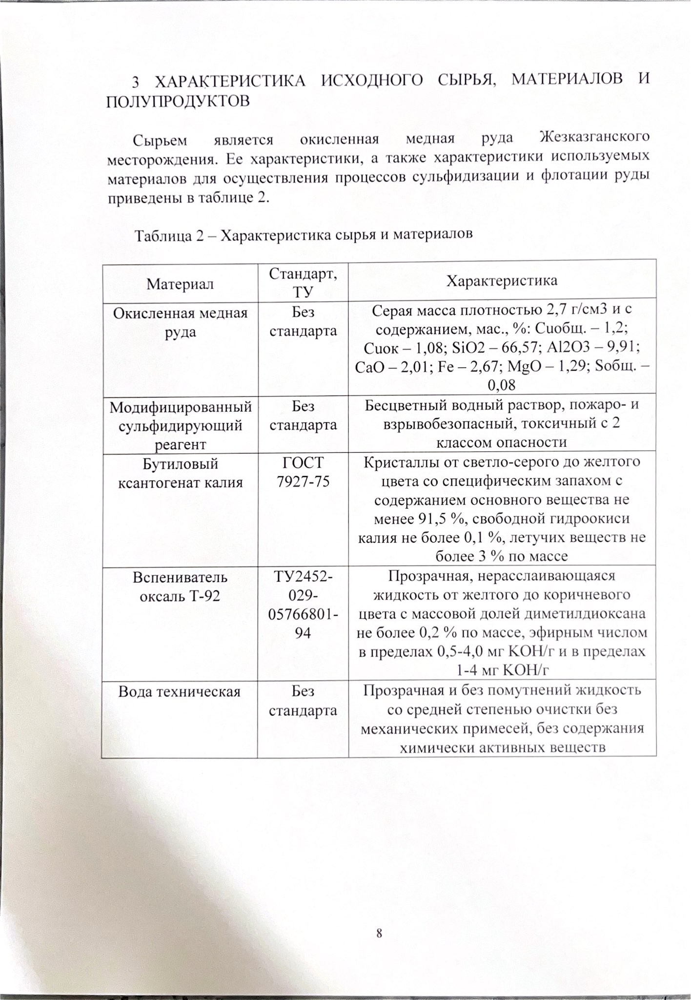 3 ХАРАКТЕРИСТИКА ИСХОДНОГО СЫРЬЯ, МАТЕРИАЛОВ И
ПОЛУПРОДУКТОВ
Сырьем является окисленная медная руда Жезказганского
месторождения. Ее характеристики, а также характеристики используемых
материалов для осуществления процессов сульфидизации и флотации руды
приведены в таблице 2.
Таблица 2 – Характеристика сырья и материалов
Материал
Стандарт,
ТУ
Характеристика
Окисленная медная
руда
Без
стандарта
Серая масса плотностью 2,7 г/см3 и с
содержанием, мас., %: Cuобщ. – 1,2;
Cuок – 1,08; SiO2 – 66,57; Al2O3 – 9,91;
CaO – 2,01; Fe – 2,67; MgO – 1,29; Sобщ. –
0,08
Модифицированный
сульфидирующий
реагент
Без
стандарта
Бесцветный водный раствор, пожаро- и
взрывобезопасный, токсичный с 2
классом опасности
Бутиловый
ксантогенат калия
ГОСТ
7927-75
Кристаллы от светло-серого до желтого
цвета со специфическим запахом с
содержанием основного вещества не
менее 91,5 %, свободной гидроокиси
калия не более 0,1 %, летучих веществ не
более 3 % по массе
Вспениватель
оксаль Т-92
ТУ2452-
029-
05766801-
94
Прозрачная, нерасслаивающаяся
жидкость от желтого до коричневого
цвета с массовой долей диметилдиоксана
не более 0,2 % по массе, эфирным числом
в пределах 0,5-4,0 мг KOH/г и в пределах
1-4 мг KOH/г
Вода техническая
Без
стандарта
Прозрачная и без помутнений жидкость
со средней степенью очистки без
механических примесей, без содержания
химически активных веществ
8